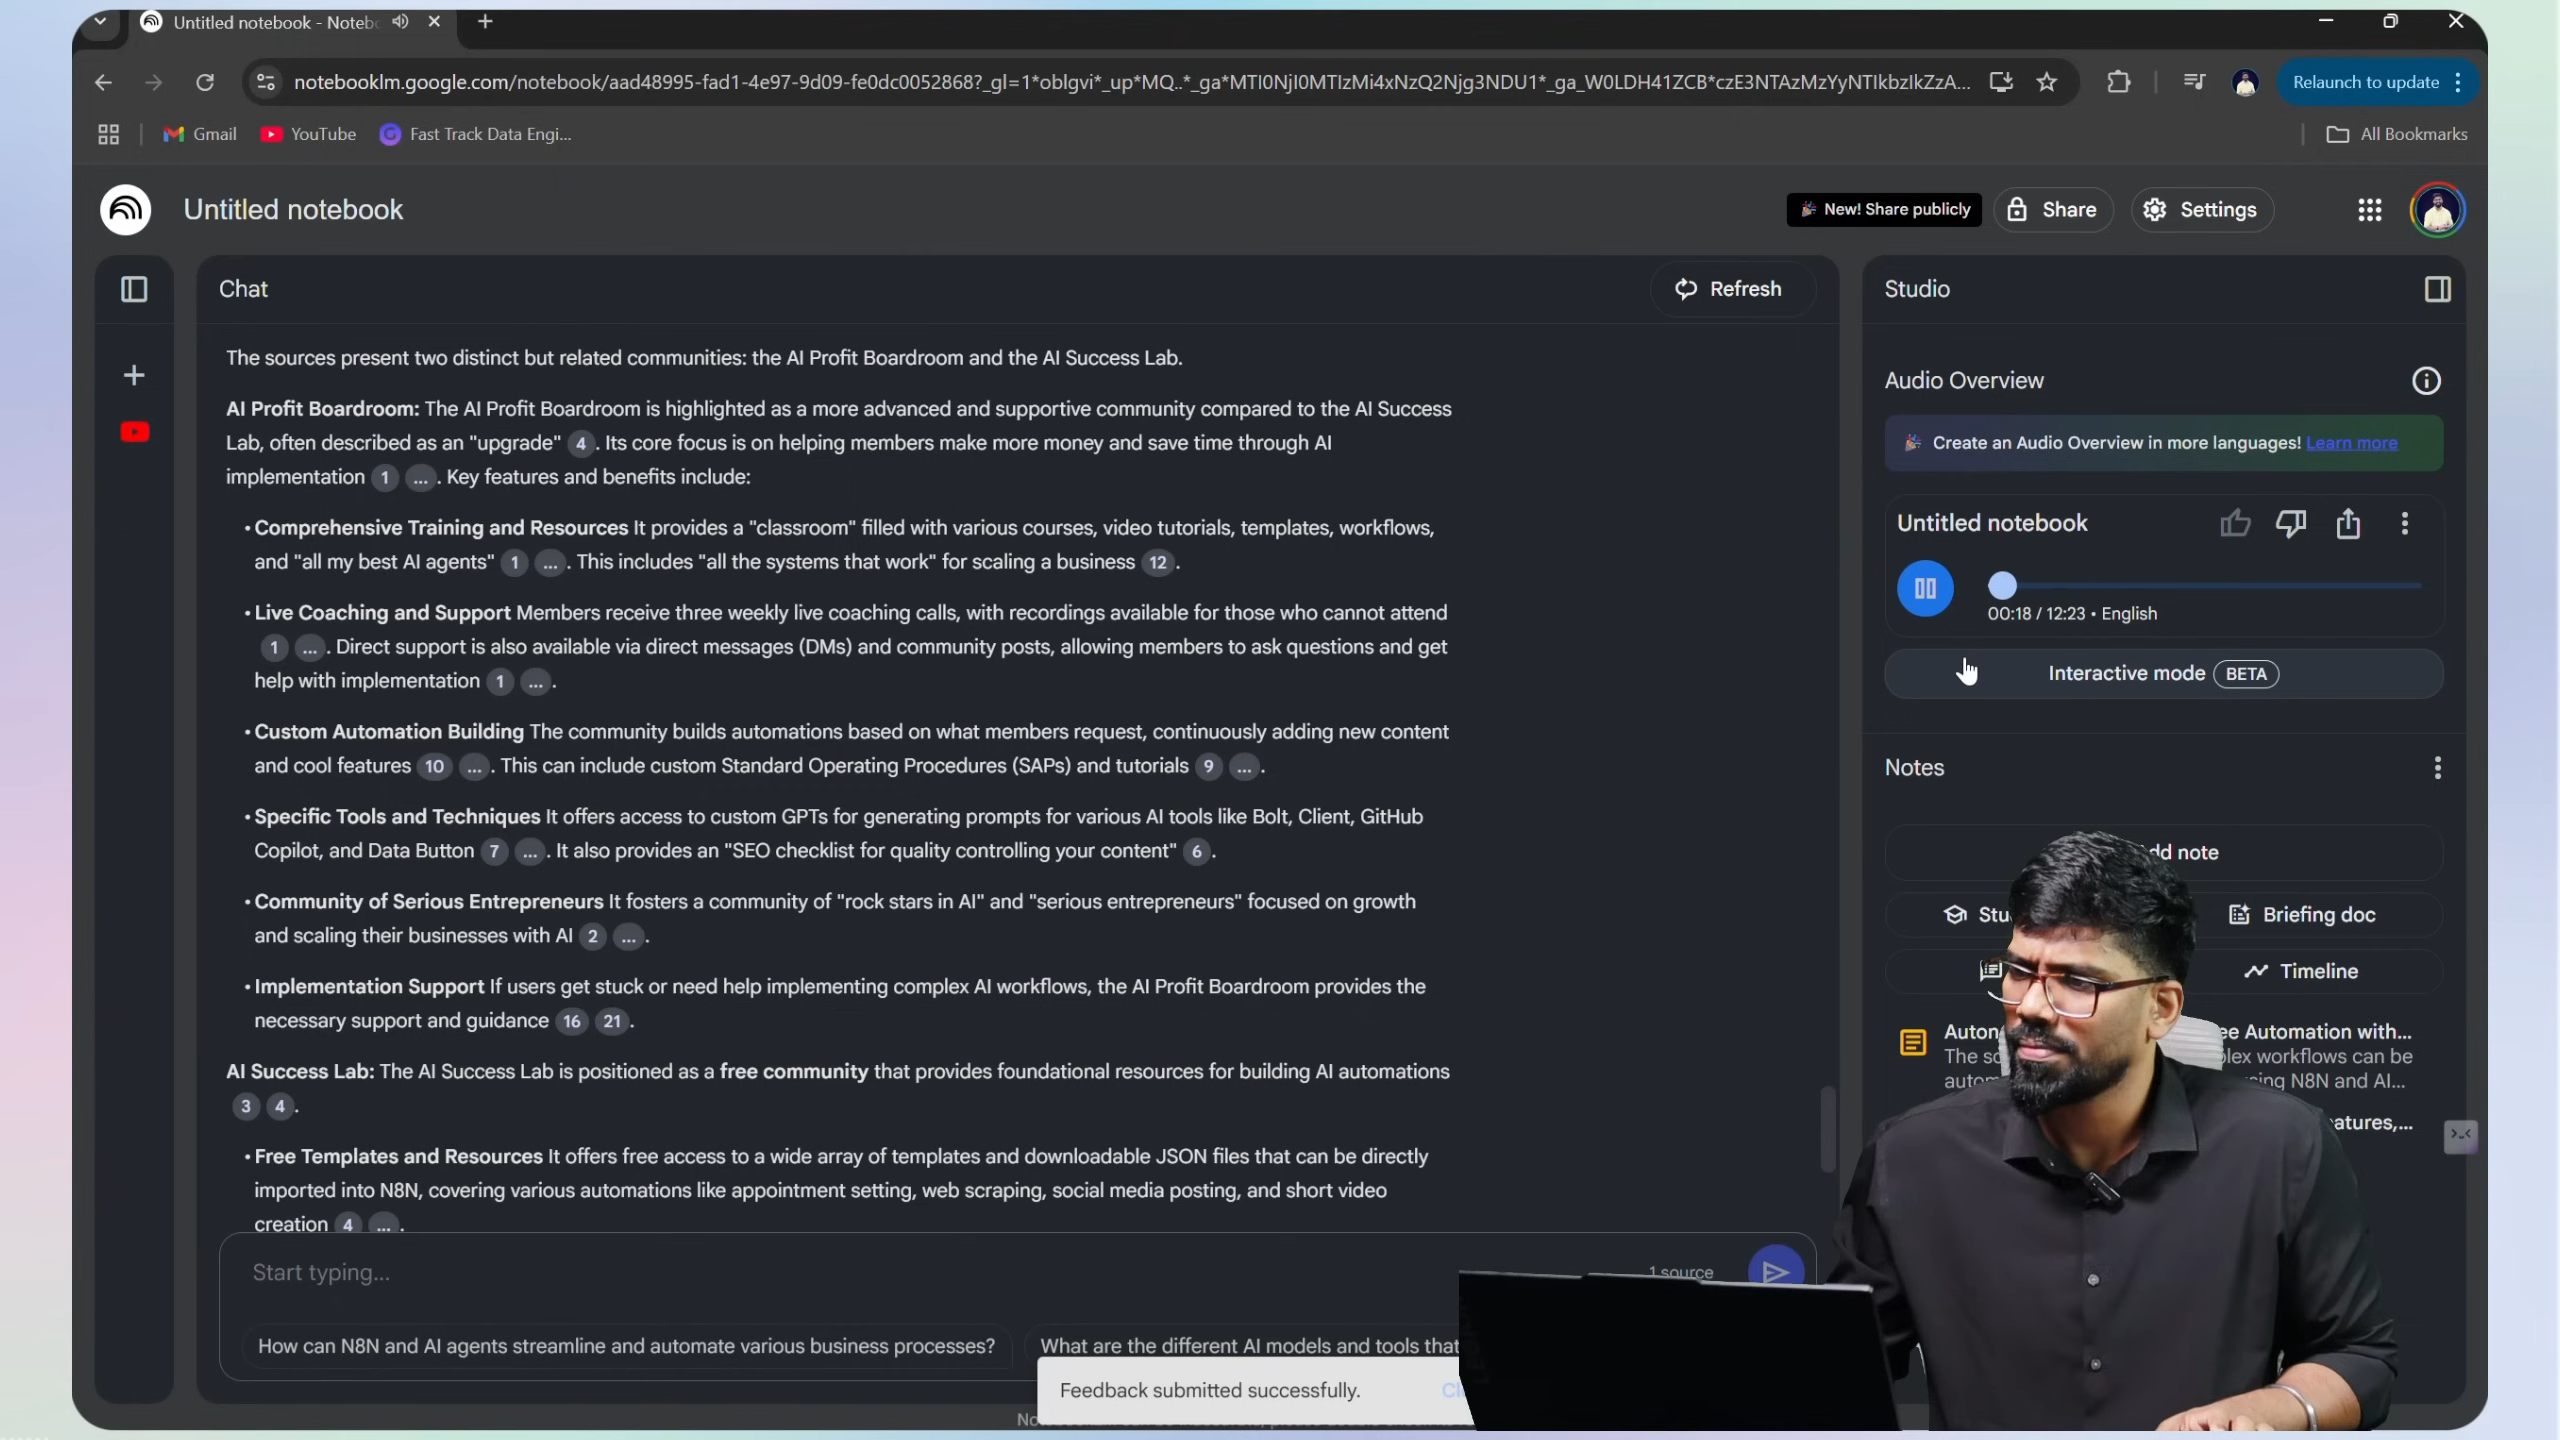 Untitled notebook - Noteb
notebooklm.google.com/notebook/aad48995-fad1-4e97-9d09-fe0dc0052868?_gl=1*oblgvi*_up*MQ..*_ga*MTI0NjI0MTIzMi4xNzQ2Njg3NDU1*_ga_W0LDH41ZCB*czE3NTAzMzYyNTIkbzIkZzA...
Relaunch to update
Gmail
YouTube
Fast Track Data Engi...
All Bookmarks
Untitled notebook
New! Share publicly
Share
Settings
Chat
Refresh
The sources present two distinct but related communities: the AI Profit Boardroom and the AI Success Lab.
AI Profit Boardroom: The AI Profit Boardroom is highlighted as a more advanced and supportive community compared to the AI Success
Lab, often described as an "upgrade" 4. Its core focus is on helping members make more money and save time through AI
implementation 1 .... Key features and benefits include:
• Comprehensive Training and Resources It provides a "classroom" filled with various courses, video tutorials, templates, workflows,
and "all my best AI agents" 1 .... This includes "all the systems that work" for scaling a business 12.
• Live Coaching and Support Members receive three weekly live coaching calls, with recordings available for those who cannot attend
1 .... Direct support is also available via direct messages (DMs) and community posts, allowing members to ask questions and get
help with implementation 1 ....
• Custom Automation Building The community builds automations based on what members request, continuously adding new content
and cool features 10 .... This can include custom Standard Operating Procedures (SAPs) and tutorials 9 ....
• Specific Tools and Techniques It offers access to custom GPTs for generating prompts for various AI tools like Bolt, Client, GitHub
Copilot, and Data Button 7 .... It also provides an "SEO checklist for quality controlling your content" 6.
• Community of Serious Entrepreneurs It fosters a community of "rock stars in AI" and "serious entrepreneurs" focused on growth
and scaling their businesses with AI 2 ....
• Implementation Support If users get stuck or need help implementing complex AI workflows, the AI Profit Boardroom provides the
necessary support and guidance 16 21.
AI Success Lab: The AI Success Lab is positioned as a free community that provides foundational resources for building AI automations
3 4.
• Free Templates and Resources It offers free access to a wide array of templates and downloadable JSON files that can be directly
imported into N8N, covering various automations like appointment setting, web scraping, social media posting, and short video
creation 4 ....
Start typing...
1 source
How can N8N and AI agents streamline and automate various business processes?
What are the different AI models and tools that
Feedback submitted successfully.
Studio
Audio Overview
Create an Audio Overview in more languages! Learn more
Untitled notebook
00:18 / 12:23 • English
Interactive mode BETA
Notes
note
Briefing doc
Timeline
Automation with...
The
workflows can be
N8N and AI...